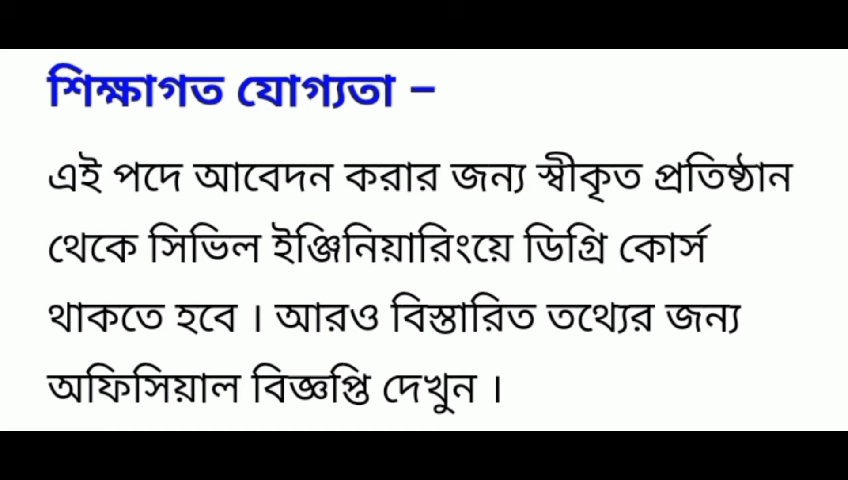 শিক্ষাগত যোগ্যতা –
এই পদে আবেদন করার জন্য স্বীকৃত প্রতিষ্ঠান
থেকে সিভিল ইঞ্জিনিয়ারিংয়ে ডিগ্রি কোর্স
থাকতে হবে । আরও বিস্তারিত তথ্যের জন্য
অফিসিয়াল বিজ্ঞপ্তি দেখুন ।